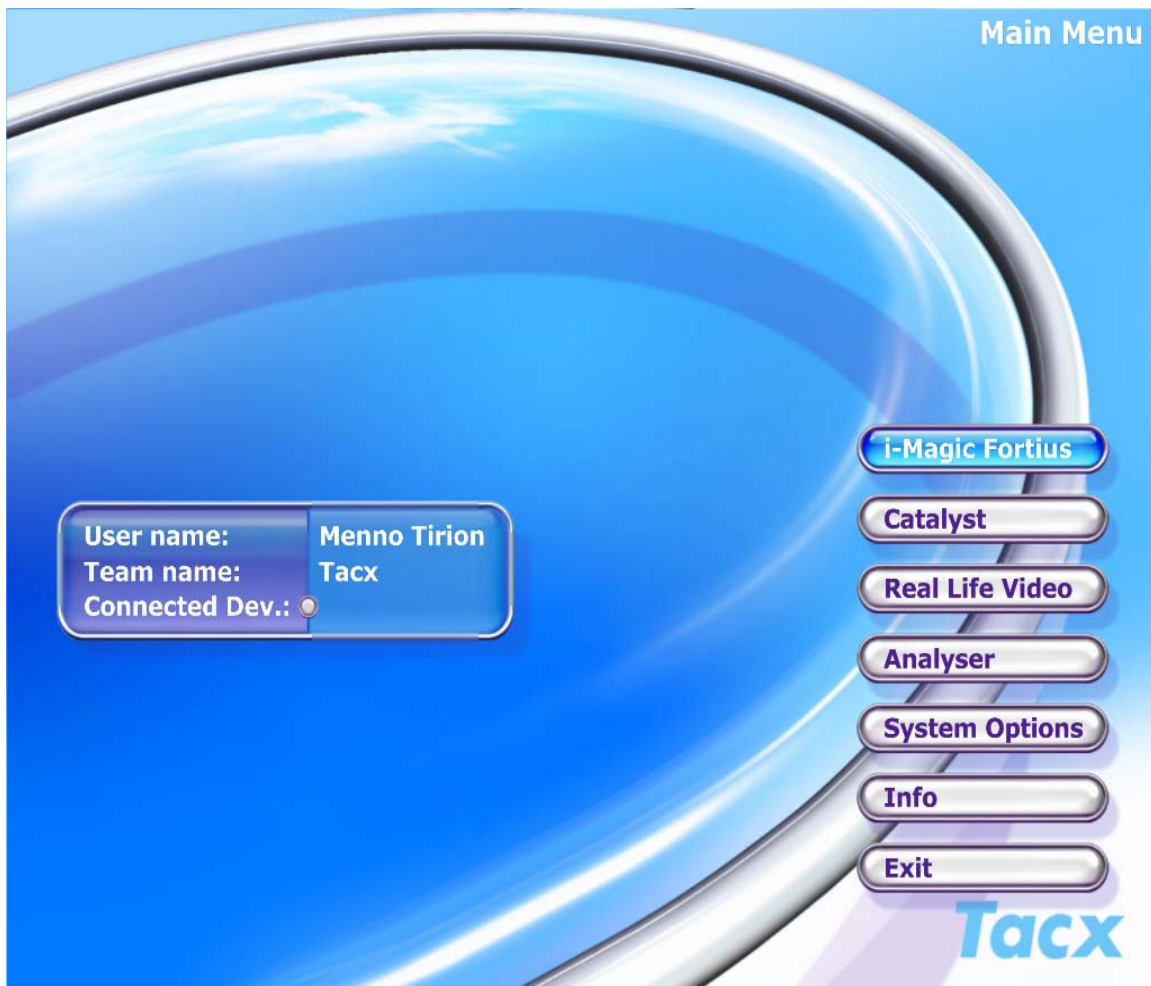 Main Menu
i-Magic Fortius
Catalyst
User name: Menno Tirion
Team name: Tacx
Connected Dev.:
Real Life Video
Analyser
System Options
Info
Exit
Tacx